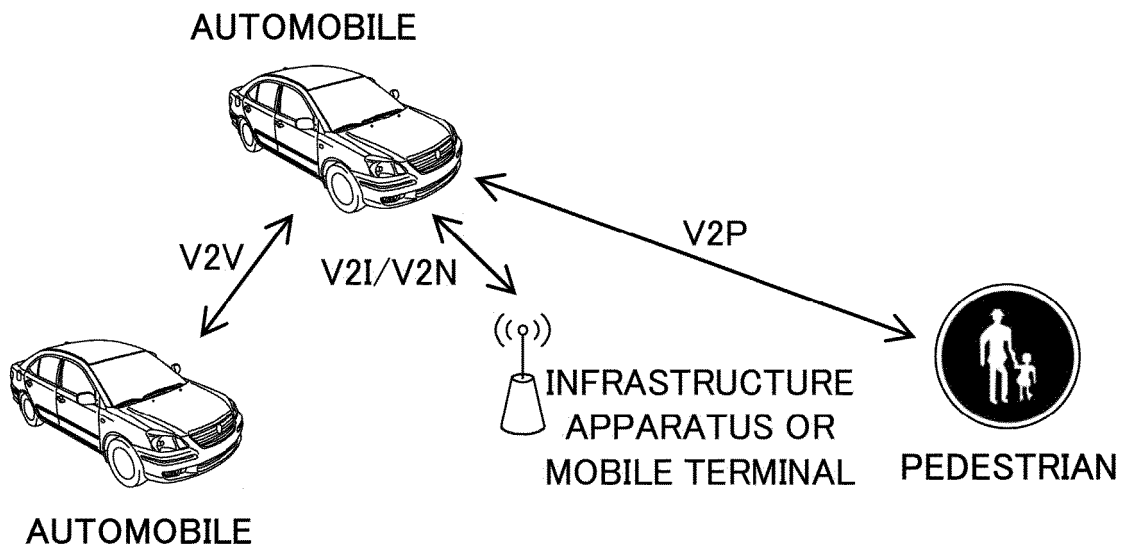 AUTOMOBILE
V2P
V2V
V2I/V2N
INFRASTRUCTURE
APPARATUS OR
MOBILE TERMINAL
PEDESTRIAN
AUTOMOBILE